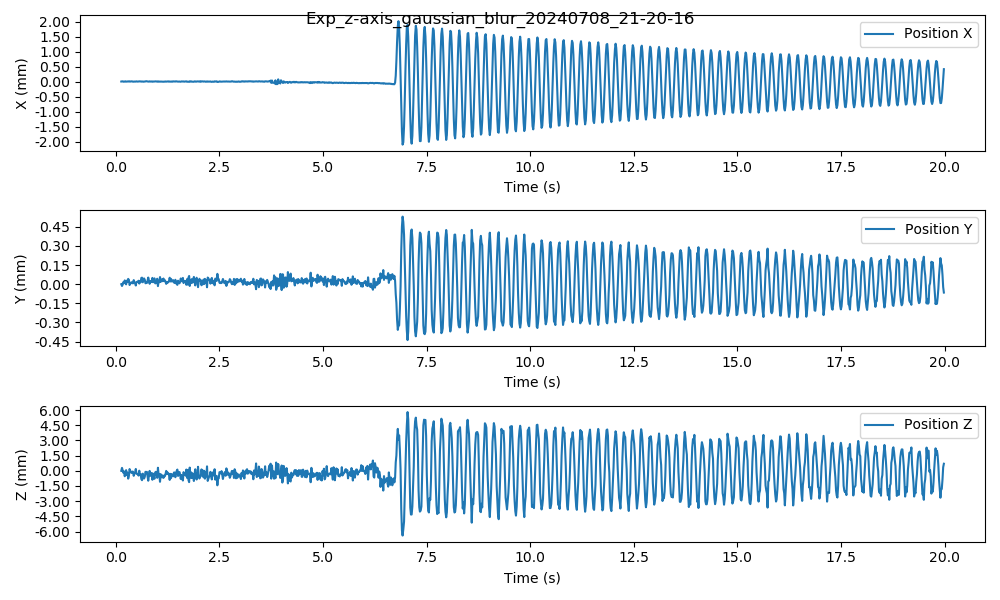 Exp_z-axis_gaussian_blur_20240708_21-20-16
2.00
1.50
1.00
0.50
0.00
-0.50
-1.00
-1.50
-2.00
X (mm)
Position X
0.0 2.5 5.0 7.5 10.0 12.5 15.0 17.5 20.0
Time (s)
0.45
0.30
0.15
0.00
-0.15
-0.30
-0.45
Y (mm)
Position Y
0.0 2.5 5.0 7.5 10.0 12.5 15.0 17.5 20.0
Time (s)
6.00
4.50
3.00
1.50
0.00
-1.50
-3.00
-4.50
-6.00
Z (mm)
Position Z
0.0 2.5 5.0 7.5 10.0 12.5 15.0 17.5 20.0
Time (s)